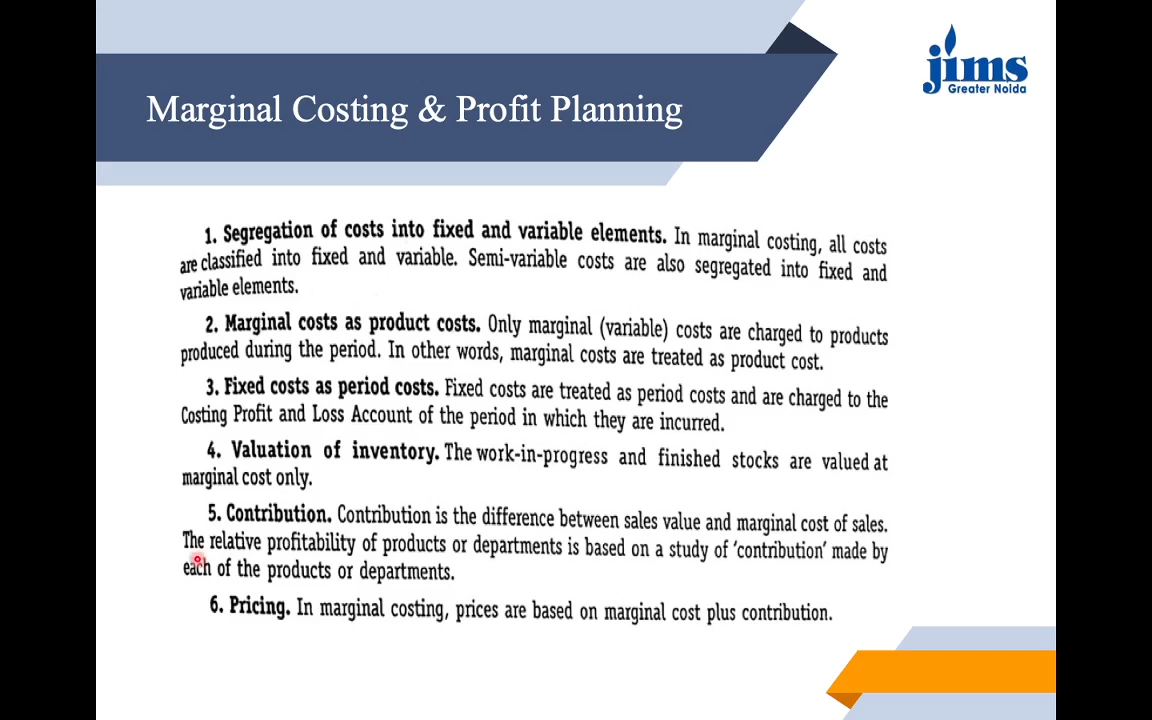 jims
Greater Noida
Marginal Costing & Profit Planning
1. Segregation of costs into fixed and variable elements. In marginal costing, all costs
are classified into fixed and variable. Semi-variable costs are also segregated into fixed and
variable elements.
2. Marginal costs as product costs. Only marginal (variable) costs are charged to products
produced during the period. In other words, marginal costs are treated as product cost.
3. Fixed costs as period costs. Fixed costs are treated as period costs and are charged to the
Costing Profit and Loss Account of the period in which they are incurred.
4. Valuation of inventory. The work-in-progress and finished stocks are valued at
marginal cost only.
5. Contribution. Contribution is the difference between sales value and marginal cost of sales.
The relative profitability of products or departments is based on a study of ‘contribution’ made by
each of the products or departments.
6. Pricing. In marginal costing, prices are based on marginal cost plus contribution.